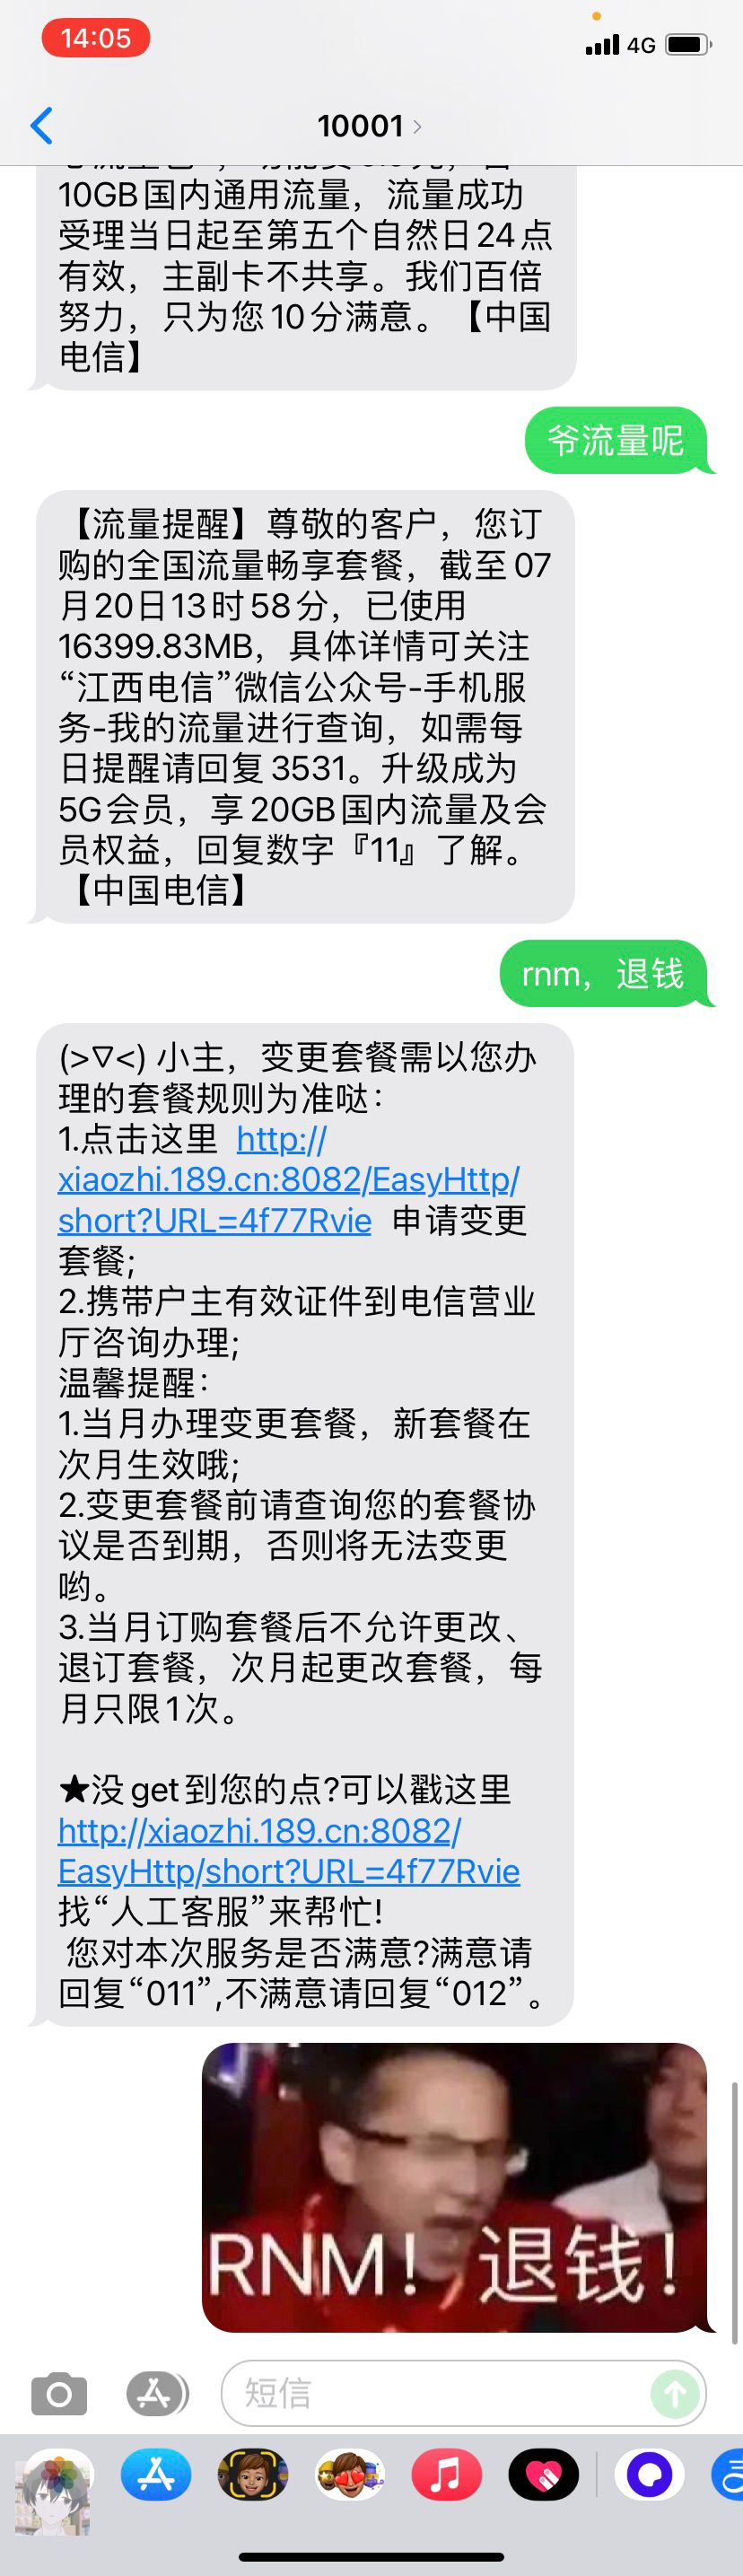 14:05
4G
10001
10GB国内通用流量，流量成功
受理当日起至第五个自然日24点
有效，主副卡不共享。我们百倍
努力，只为您10分满意。【中国
电信】
爷流量呢
【流量提醒】尊敬的客户，您订
购的全国流量畅享套餐，截至07
月20日13时58分，已使用
16399.83MB，具体详情可关注
“江西电信”微信公众号-手机服
务-我的流量进行查询，如需每
日提醒请回复3531。升级成为
5G会员，享20GB国内流量及会
员权益，回复数字『11』了解。
【中国电信】
rnm，退钱
(>∇<) 小主，变更套餐需以您办
理的套餐规则为准哒：
1.点击这里 http://
xiaozhi.189.cn:8082/EasyHttp/
short?URL=4f77Rvie 申请变更
套餐;
2.携带户主有效证件到电信营业
厅咨询办理;
温馨提醒：
1.当月办理变更套餐，新套餐在
次月生效哦;
2.变更套餐前请查询您的套餐协
议是否到期，否则将无法变更
哟。
3.当月订购套餐后不允许更改、
退订套餐，次月起更改套餐，每
月只限1次。
★没get到您的点?可以戳这里
http://xiaozhi.189.cn:8082/
EasyHttp/short?URL=4f77Rvie
找“人工客服”来帮忙!
您对本次服务是否满意?满意请
回复“011”,不满意请回复“012”。
RNM！退钱！
短信